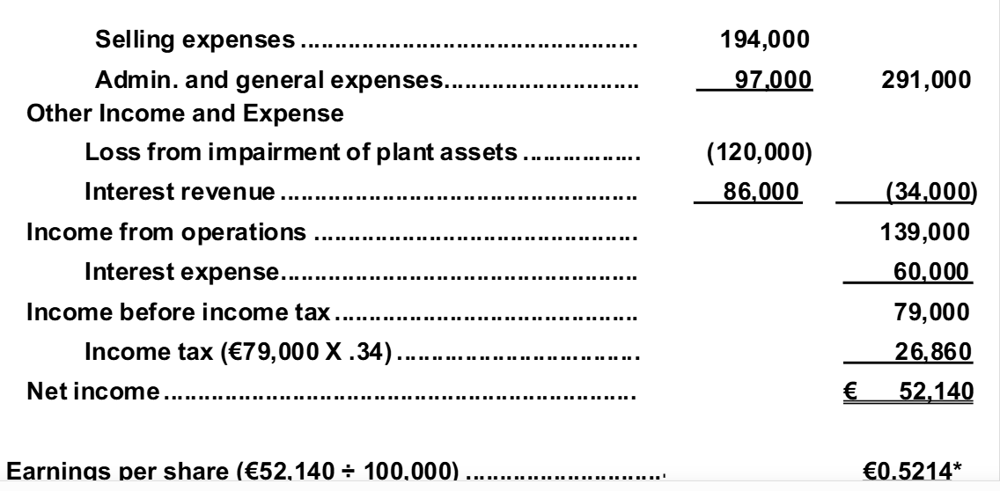 Selling expenses ................................................ 194,000
Admin. and general expenses............................ 97,000 291,000
Other Income and Expense
Loss from impairment of plant assets ................. (120,000)
Interest revenue ................................................... 86,000 (34,000)
Income from operations .............................................. 139,000
Interest expense................................................... 60,000
Income before income tax ........................................... 79,000
Income tax (€79,000 X .34) ................................... 26,860
Net income .................................................................... € 52,140
Earnings per share (€52,140 ÷ 100,000) ............................ €0.5214*